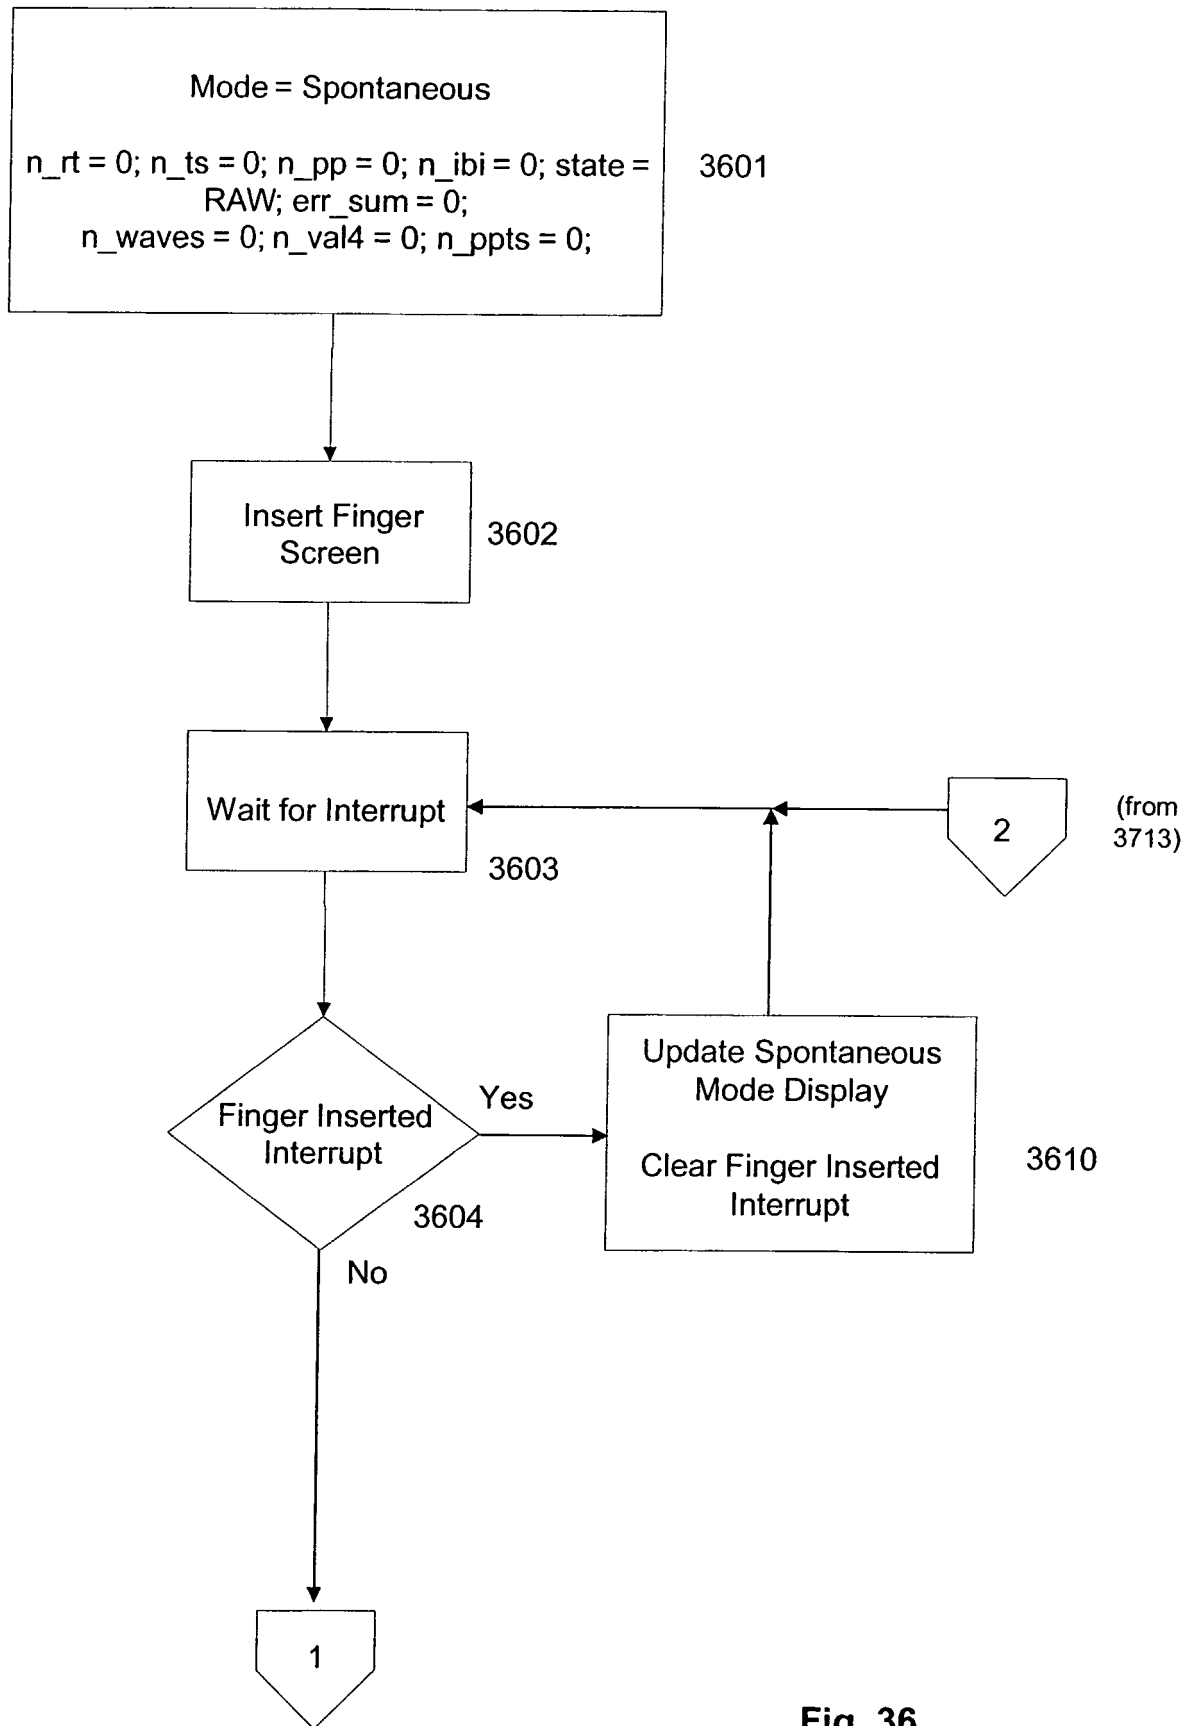 Mode = Spontaneous
n_rt = 0; n_ts = 0; n_pp = 0; n_ibi = 0; state =
RAW; err_sum = 0;
n_waves = 0; n_val4 = 0; n_ppts = 0;
3601
Insert Finger
Screen
3602
Wait for Interrupt
3603
2
(from
3713)
Finger Inserted
Interrupt
3604
Yes
No
Update Spontaneous
Mode Display
Clear Finger Inserted
Interrupt
3610
1
Fig. 36